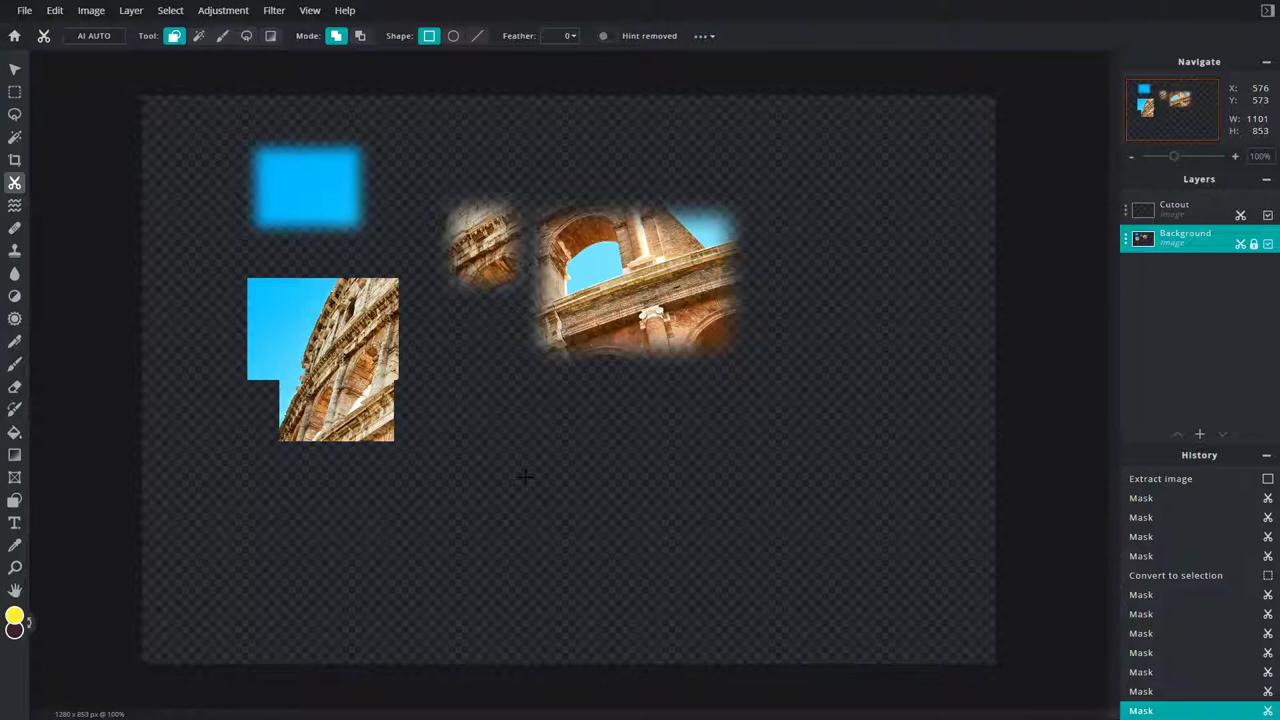 File Edit Image Layer Select Adjustment Filter View Help
AI AUTO Tool: Mode: Shape: Feather: 0 Hint removed
Navigate
X: 576
Y: 573
W: 1101
H: 853
- + 100%
Layers
Cutout
Image
Background
Image
History
Extract image
Mask
Mask
Mask
Mask
Convert to selection
Mask
Mask
Mask
Mask
Mask
Mask
Mask
1280 x 853 px @ 100%